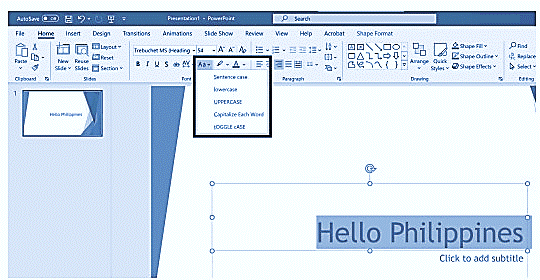 AutoSave Off Presentation1 - PowerPoint Search
File Home Insert Design Transitions Animations Slide Show Review View Help Acrobat Shape Format
Paste New Slide Reuse Slides Layout Reset Section Trebuchet MS (Heading 54 A A
B I U S ab AV Aa A
Arrange Quick Styles Shape Fill Shape Outline Shape Effects Find Replace Select
Clipboard Slides Font Paragraph Drawing Editing
Sentence case
lowercase
UPPERCASE
Capitalize Each Word
tOGGLE cASE
1
Hello Philippines
Hello Philippines
Click to add subtitle